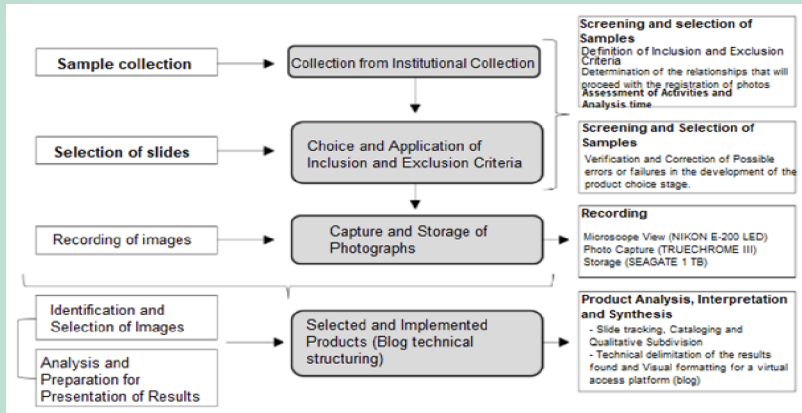 Sample collection
Collection from Institutional Collection
Screening and selection of
Samples
Definition of Inclusion and Exclusion
Criteria
Determination of the relationships that will
proceed with the registration of photos
Assessment of Activities and
Analysis time
Selection of slides
Choice and Application of
Inclusion and Exclusion Criteria
Screening and Selection of
Samples
Verification and Correction of Possible
errors or failures in the development of the
product choice stage.
Recording of images
Capture and Storage of
Photographs
Recording
Microscope View (NIKON E-200 LED)
Photo Capture (TRUECHROME III)
Storage (SEAGATE 1 TB)
Identification and
Selection of Images
Analysis and
Preparation for
Presentation of Results
Selected and Implemented
Products (Blog technical
structuring)
Product Analysis, Interpretation
and Synthesis
- Slide tracking, Cataloging and
Qualitative Subdivision
- Technical delimitation of the results
found and Visual formatting for a virtual
access platform (blog)